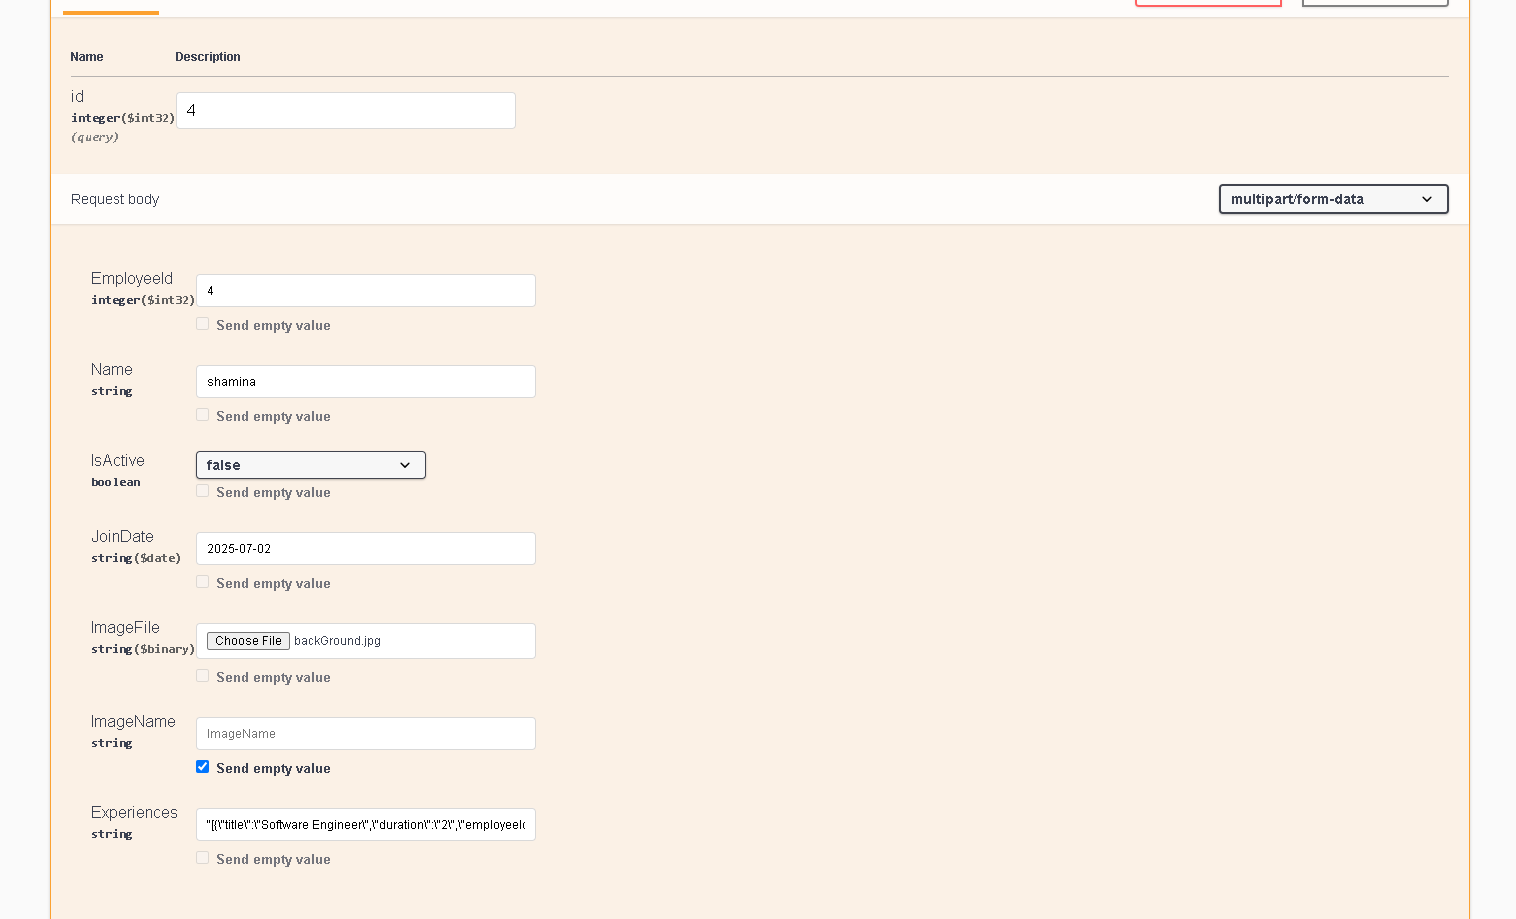 Name Description
id
integer($int32)
(query)
4
Request body
multipart/form-data
EmployeeId
integer($int32)
4
Send empty value
Name
string
shamina
Send empty value
IsActive
boolean
false
Send empty value
JoinDate
string($date)
2025-07-02
Send empty value
ImageFile
string($binary)
Choose File backGround.jpg
Send empty value
ImageName
string
ImageName
Send empty value
Experiences
string
"[{\"title\":\"Software Engineer\",\"duration\":\"2\",\"employeeId
Send empty value